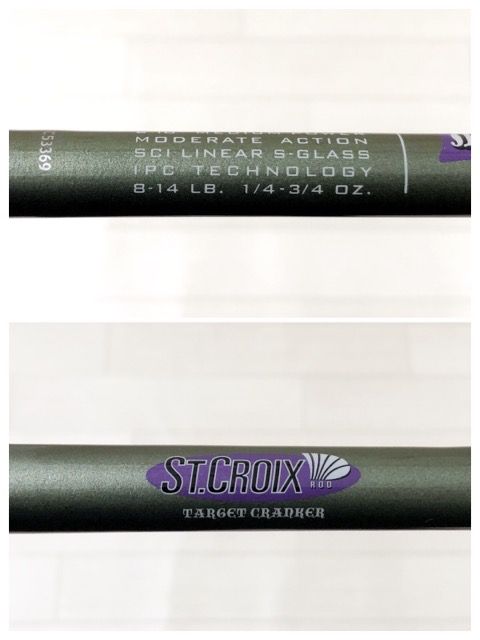 53369
MODERATE ACTION
SCI LINEAR S-GLASS
IPC TECHNOLOGY
8-14 LB. 1/4-3/4 OZ.
ST.CROIX
ROD
TARGET CRANKER